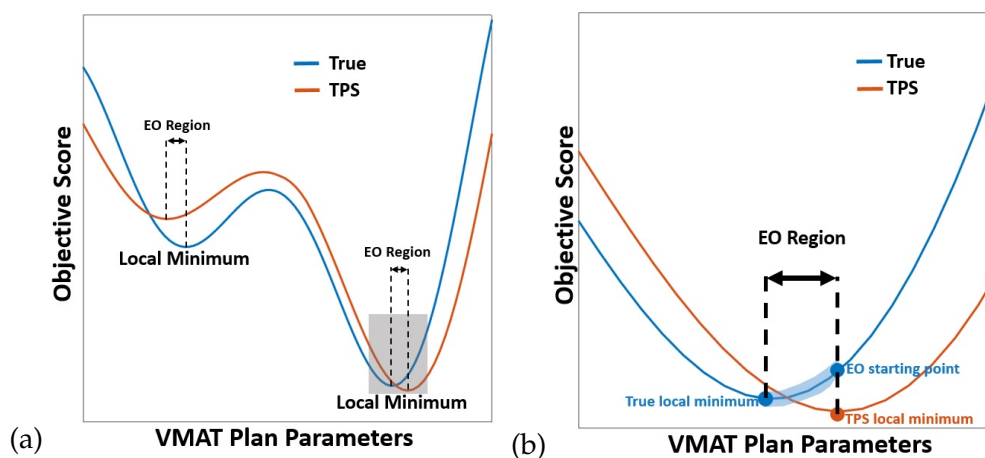 True
TPS
EO Region
Local Minimum
EO Region
Local Minimum
Objective Score
VMAT Plan Parameters
(a)
True
TPS
EO Region
EO starting point
True local minimum
TPS local minimum
Objective Score
VMAT Plan Parameters
(b)